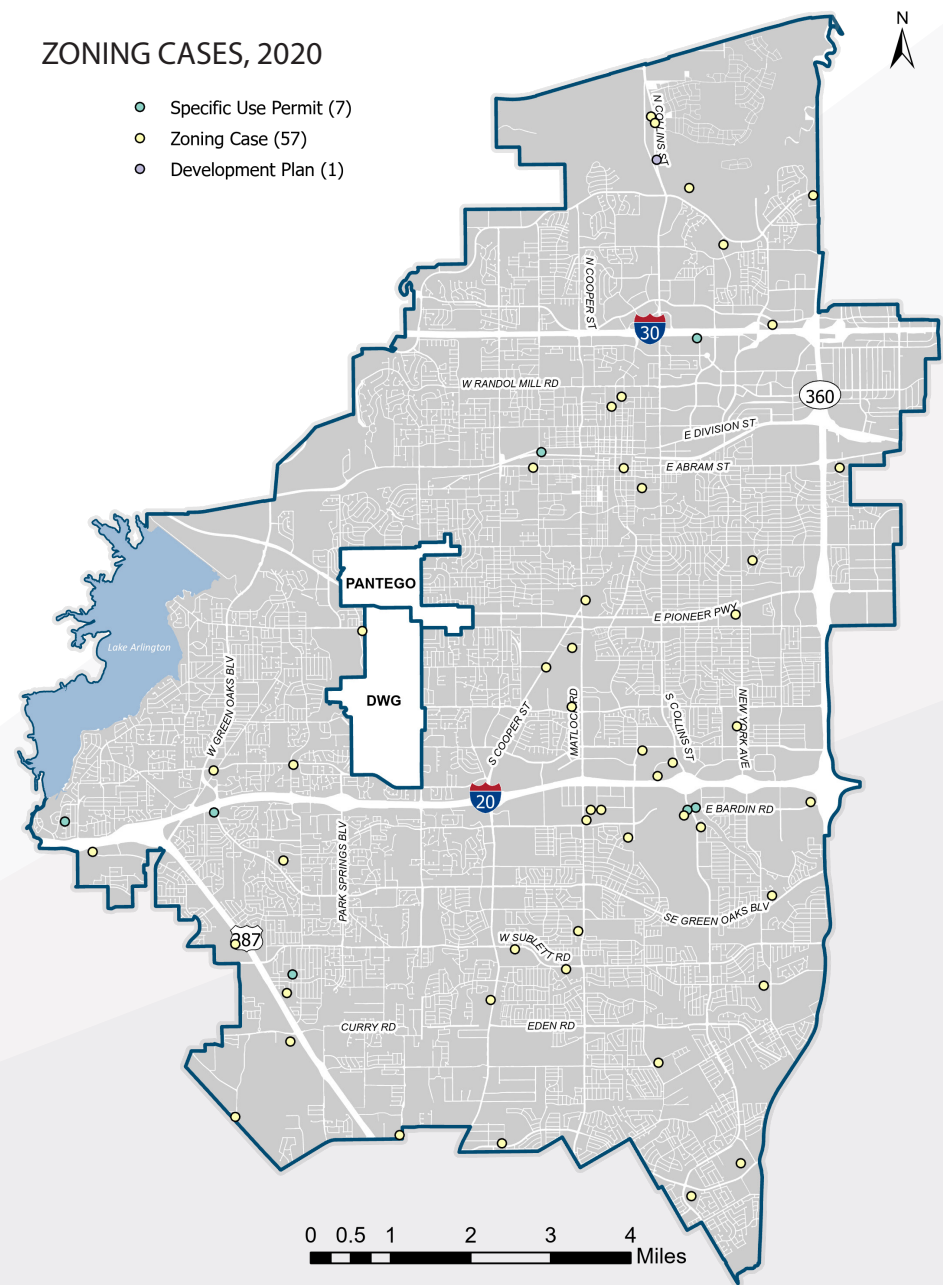 ZONING CASES, 2020
N
Specific Use Permit (7)
Zoning Case (57)
Development Plan (1)
N COLLINS ST
N COOPER ST
30
W RANDOL MILL RD
360
E DIVISION ST
E ABRAM ST
PANTEGO
E PIONEER PWY
Lake Arlington
DWG
W GREEN OAKS BLV
S COOPER ST
MATLOCK RD
S COLLINS ST
NEW YORK AVE
20
E BARDIN RD
PARK SPRINGS BLV
SE GREEN OAKS BLV
W SUBLETT RD
287
CURRY RD
EDEN RD
0 0.5 1 2 3 4
Miles